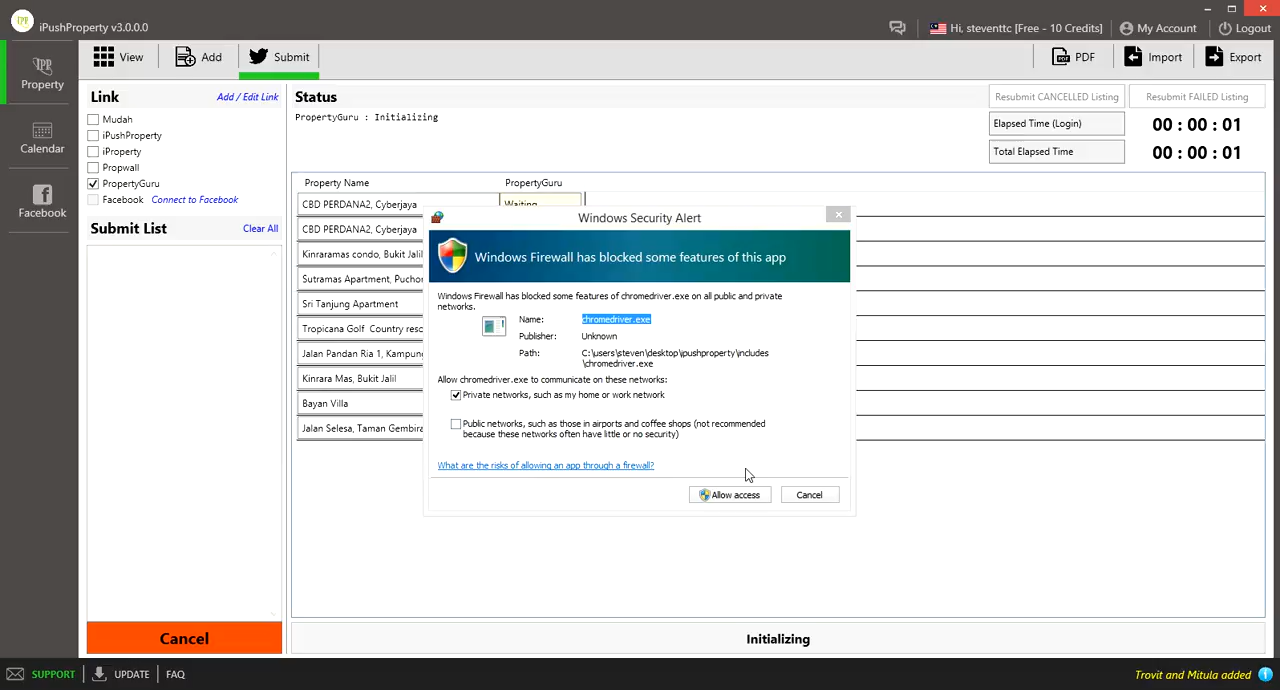 iPushProperty v3.0.0.0
Hi, steventtc [Free - 10 Credits]
My Account
Logout
Property
Calendar
Facebook
View
Add
Submit
PDF
Import
Export
Link
Add / Edit Link
Mudah
iPushProperty
iProperty
Propwall
PropertyGuru
Facebook Connect to Facebook
Submit List
Clear All
Cancel
Status
PropertyGuru : Initializing
Resubmit CANCELLED Listing
Resubmit FAILED Listing
Elapsed Time (Login)
00 : 00 : 01
Total Elapsed Time
00 : 00 : 01
Property Name
PropertyGuru
CBD PERDANA2, Cyberjaya
Waiting
CBD PERDANA2, Cyberjaya
Kinraramas condo, Bukit Jalil
Sutramas Apartment, Pucho
Sri Tanjung Apartment
Tropicana Golf Country reso
Jalan Pandan Ria 1, Kampung
Kinrara Mas, Bukit Jalil
Bayan Villa
Jalan Selesa, Taman Gembira
Windows Security Alert
Windows Firewall has blocked some features of this app
Windows Firewall has blocked some features of chromedriver.exe on all public and private
networks.
Name: chromedriver.exe
Publisher: Unknown
Path: C:\users\steven\desktop\ipushproperty\includes
\chromedriver.exe
Allow chromedriver.exe to communicate on these networks:
Private networks, such as my home or work network
Public networks, such as those in airports and coffee shops (not recommended
because these networks often have little or no security)
What are the risks of allowing an app through a firewall?
Allow access
Cancel
Initializing
SUPPORT
UPDATE
FAQ
Trovit and Mitula added